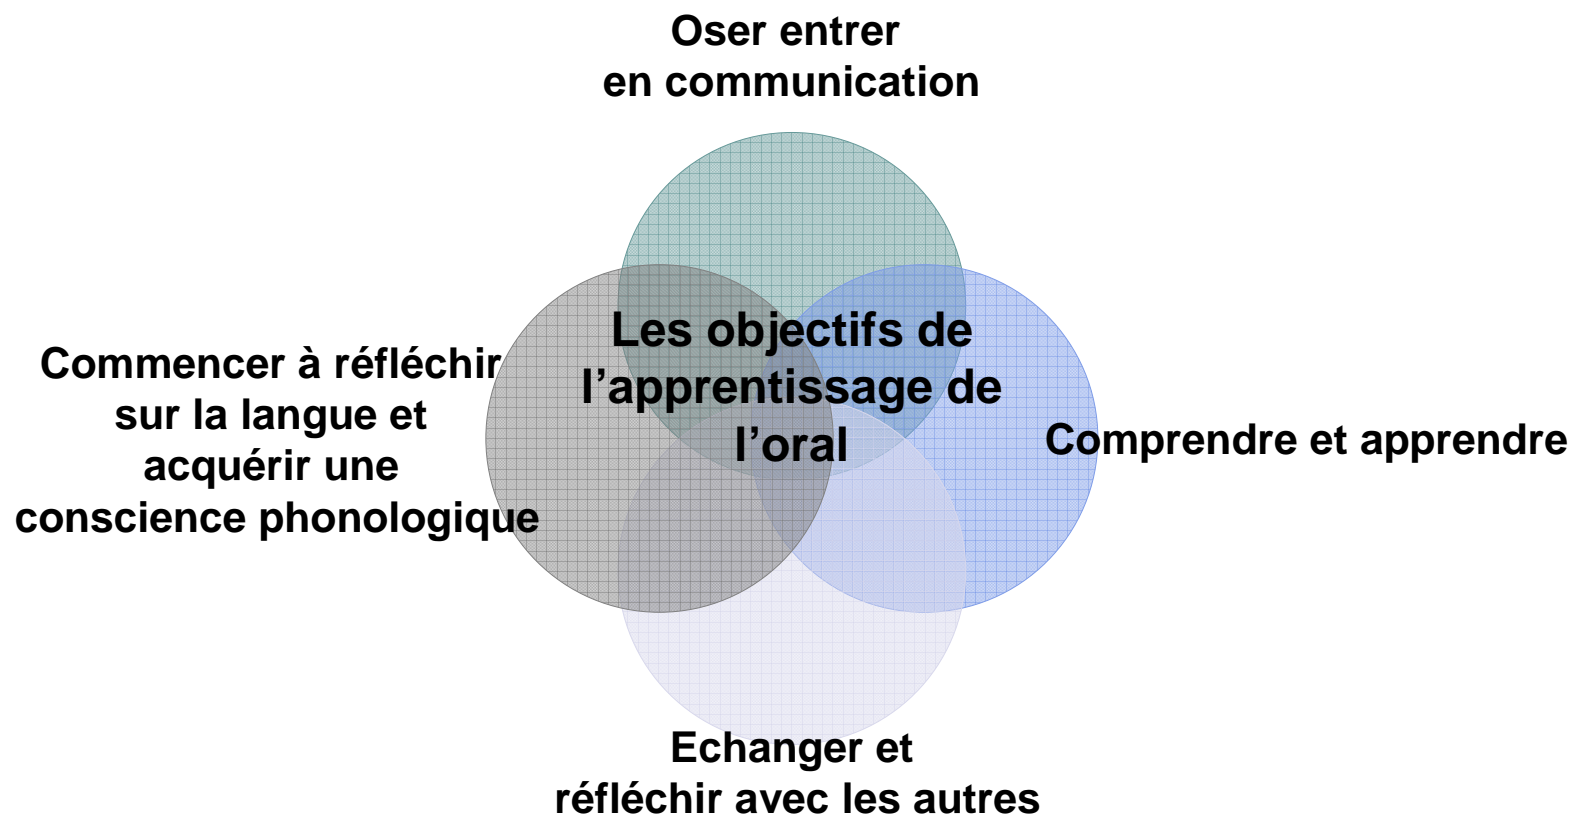 Oser entrer
en communication
Les objectifs de
l’apprentissage de
l’oral
Commencer à réfléchir
sur la langue et
acquérir une
conscience phonologique
Comprendre et apprendre
Echanger et
réfléchir avec les autres